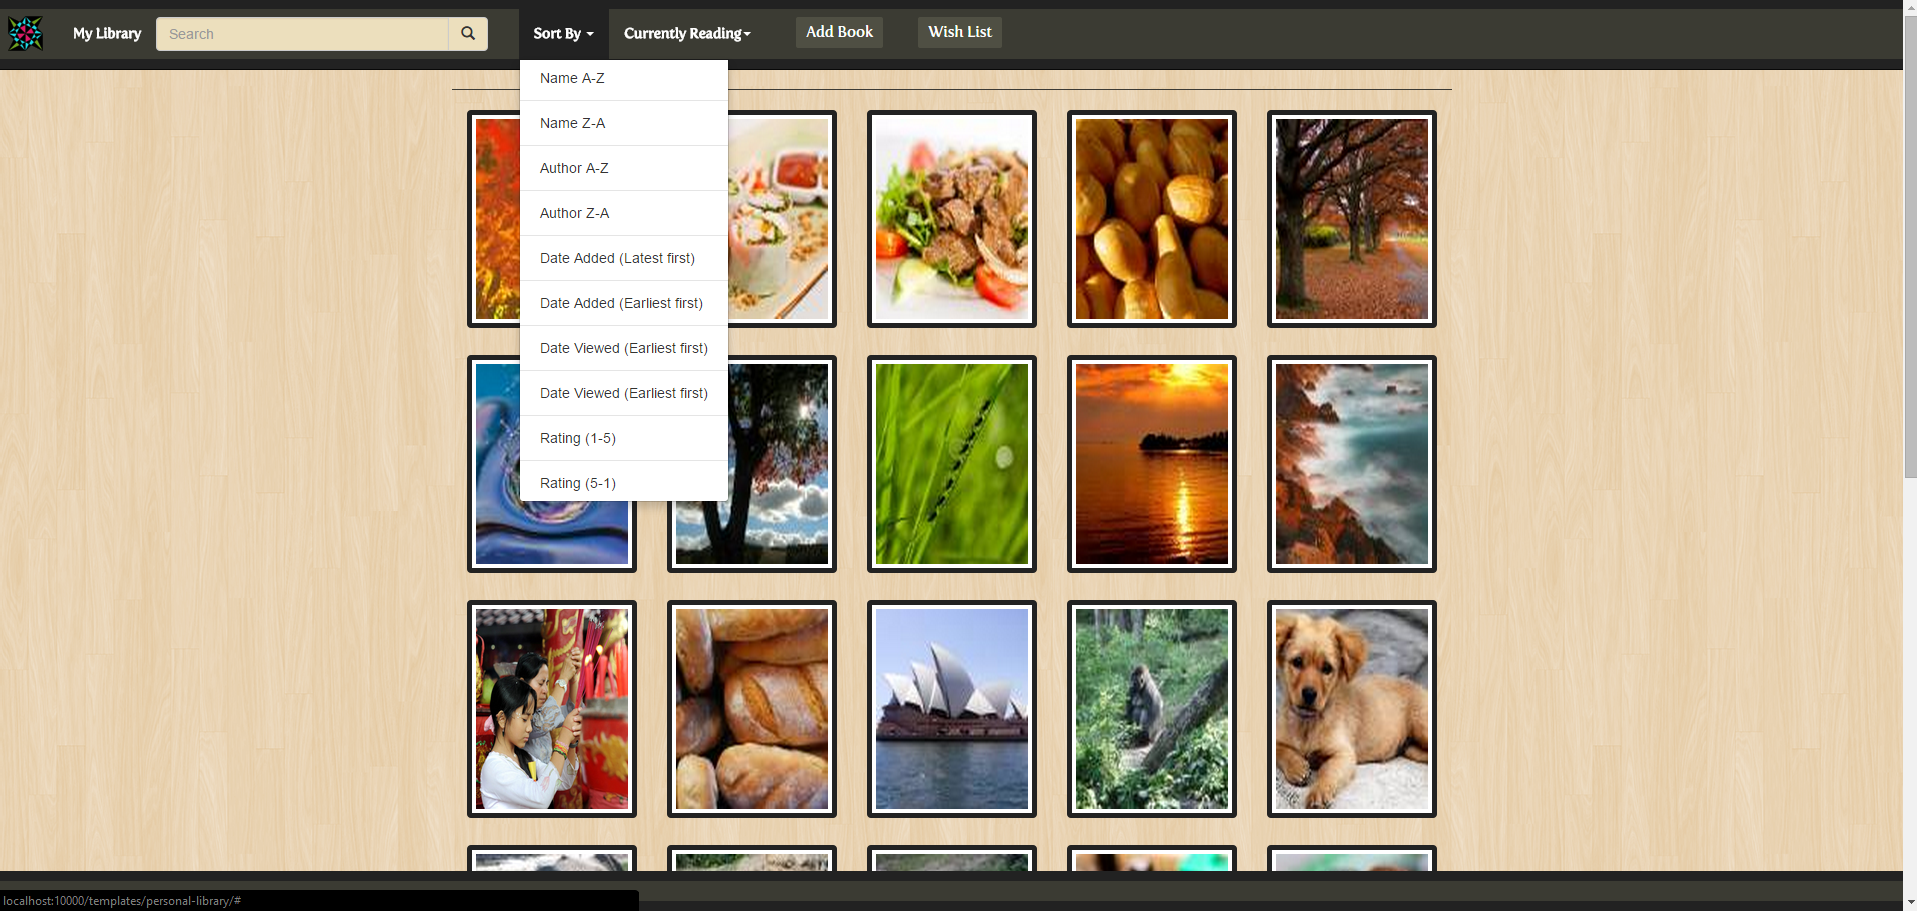 My Library
Search
Sort By
Currently Reading
Add Book
Wish List
Name A-Z
Name Z-A
Author A-Z
Author Z-A
Date Added (Latest first)
Date Added (Earliest first)
Date Viewed (Earliest first)
Date Viewed (Earliest first)
Rating (1-5)
Rating (5-1)
localhost:10000/templates/personal-library/#